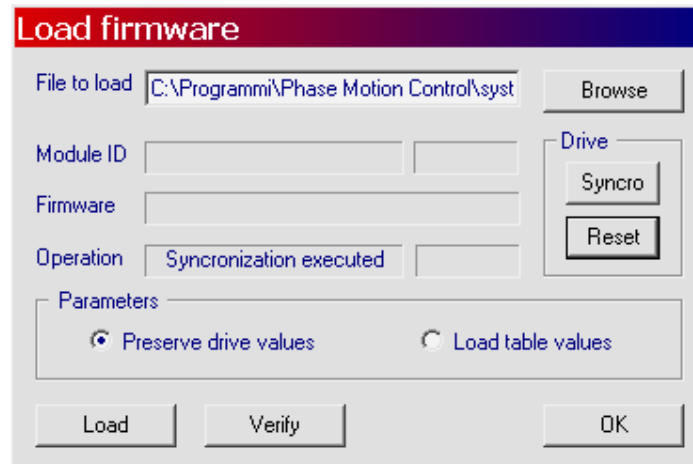 Load firmware
File to load C:\Programmi\Phase Motion Control\syst Browse
Module ID
Drive
Syncro
Firmware
Reset
Operation Syncronization executed
Parameters
Preserve drive values Load table values
Load Verify OK